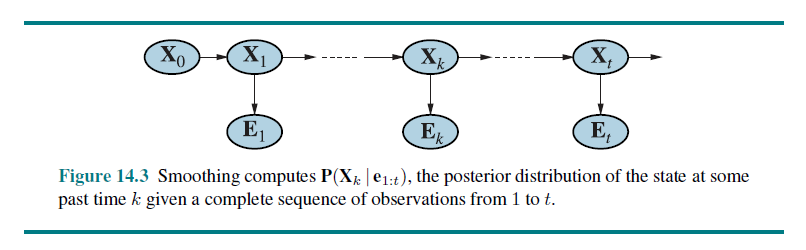 X0 X1 Xk Xt
E1 Ek Et
Figure 14.3 Smoothing computes P(Xk | e1:t), the posterior distribution of the state at some
past time k given a complete sequence of observations from 1 to t.